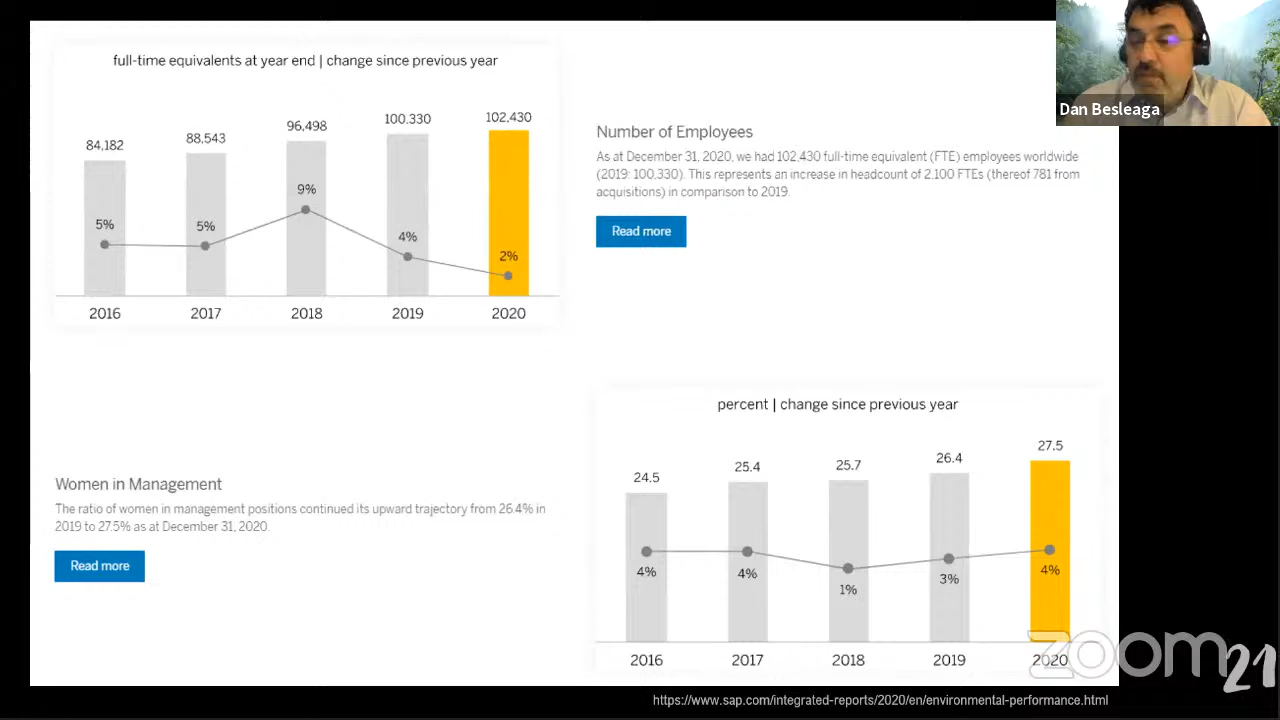 full-time equivalents at year end | change since previous year
84,182
88,543
96,498
100.330
102,430
5%
5%
9%
4%
2%
2016
2017
2018
2019
2020
Dan Besleaga
Number of Employees
As at December 31, 2020, we had 102,430 full-time equivalent (FTE) employees worldwide
(2019: 100,330). This represents an increase in headcount of 2,100 FTEs (thereof 781 from
acquisitions) in comparison to 2019.
Read more
Women in Management
The ratio of women in management positions continued its upward trajectory from 26.4% in
2019 to 27.5% as at December 31, 2020.
Read more
percent | change since previous year
24.5
25.4
25.7
26.4
27.5
4%
4%
1%
3%
4%
2016
2017
2018
2019
2020
zoom 21
https://www.sap.com/integrated-reports/2020/en/environmental-performance.html